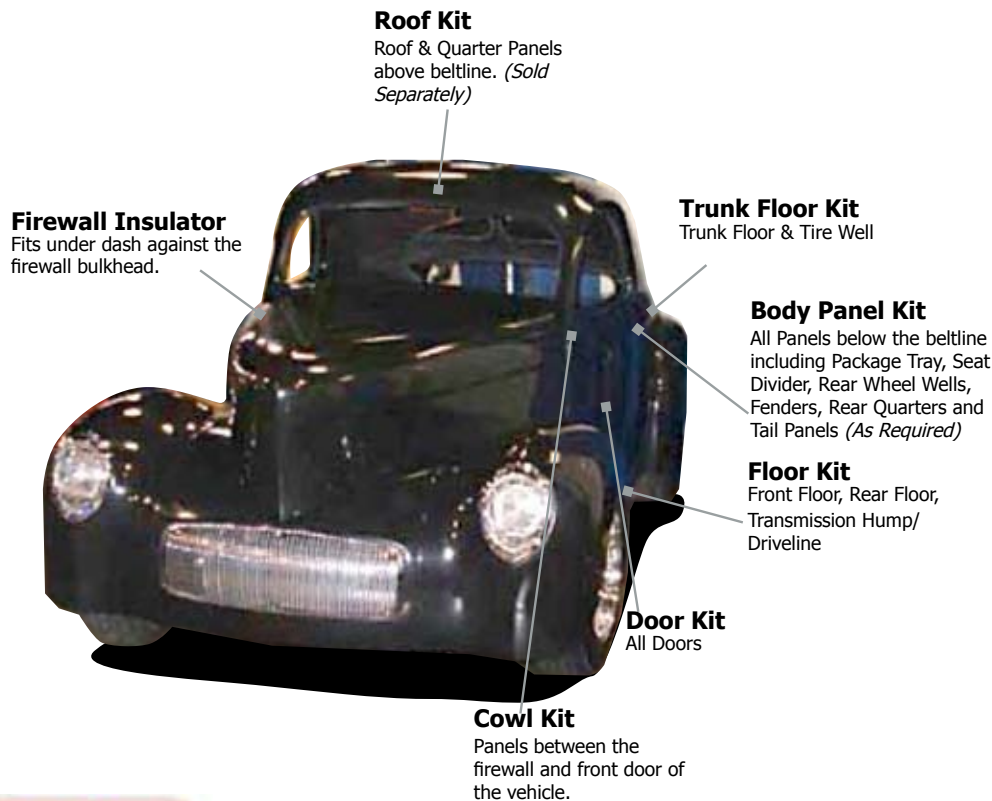 Roof Kit
Roof & Quarter Panels
above beltline. (Sold
Separately)
Firewall Insulator
Fits under dash against the
firewall bulkhead.
Trunk Floor Kit
Trunk Floor & Tire Well
Body Panel Kit
All Panels below the beltline
including Package Tray, Seat
Divider, Rear Wheel Wells,
Fenders, Rear Quarters and
Tail Panels (As Required)
Floor Kit
Front Floor, Rear Floor,
Transmission Hump/
Driveline
Door Kit
All Doors
Cowl Kit
Panels between the
firewall and front door of
the vehicle.